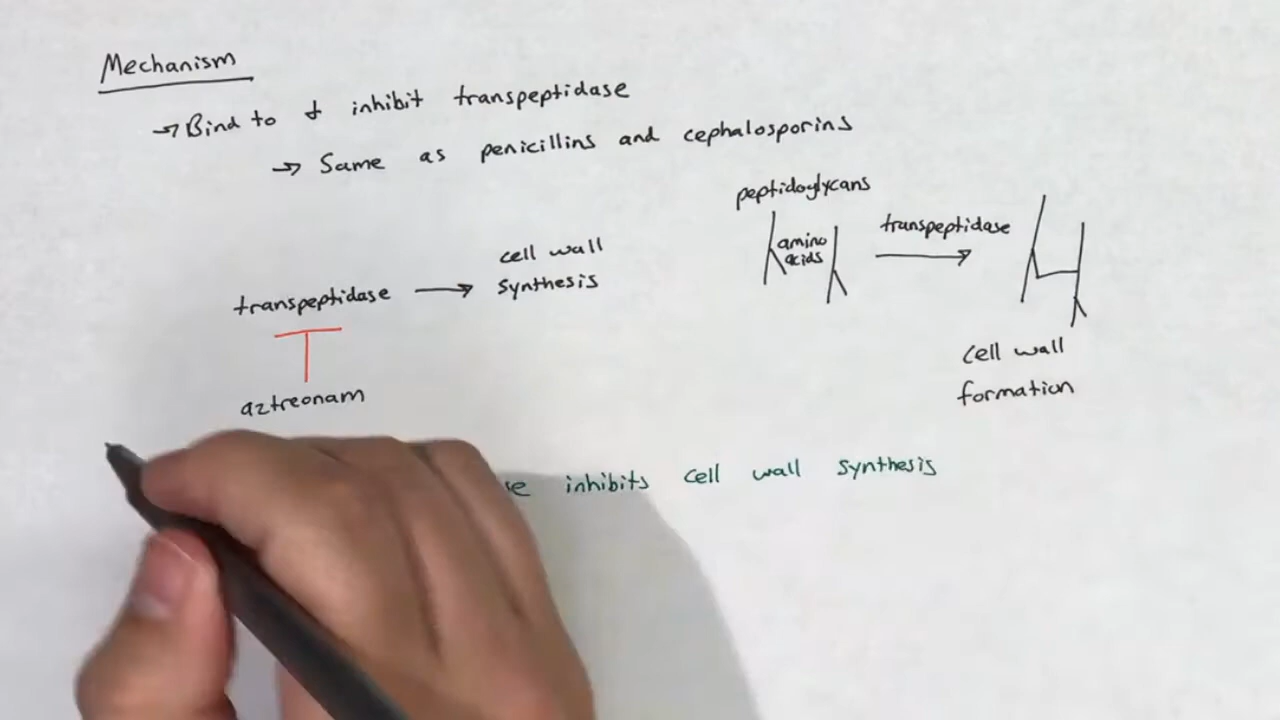 Mechanism
→ Bind to & inhibit transpeptidase
→ Same as penicillins and cephalosporins
peptidoglycans
amino
acids
transpeptidase
cell wall
formation
cell wall
synthesis
transpeptidase →
aztreonam
inhibits cell wall synthesis